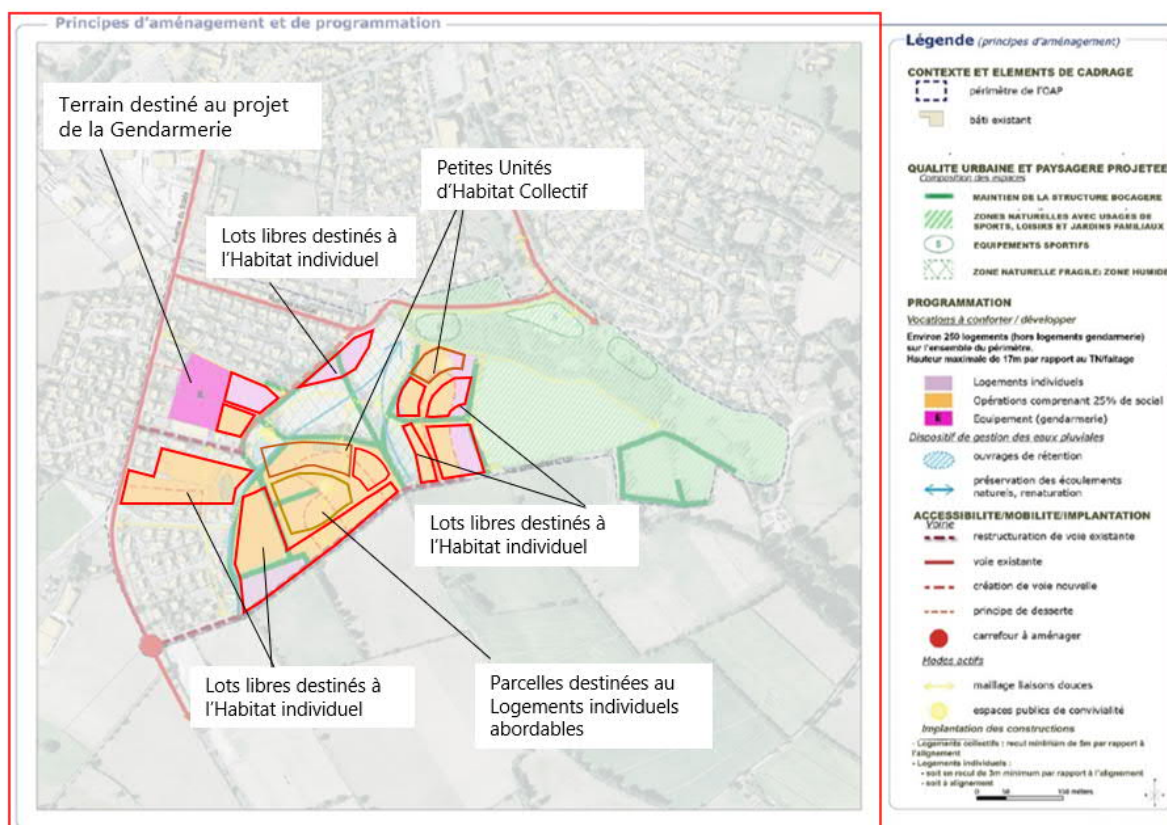 Principes d'aménagement et de programmation
Terrain destiné au projet
de la Gendarmerie
Petites Unités
d'Habitat Collectif
Lots libres destinés à
l'Habitat individuel
Lots libres destinés à
l'Habitat individuel
Lots libres destinés à
l'Habitat individuel
Parcelles destinées au
Logements individuels
abordables
Légende (principes d'aménagement)
CONTEXTE ET ELEMENTS DE CADRAGE
périmètre de l'OAP
bâti existant
QUALITE URBAINE ET PAYSAGERE PROJETEE
Composition des espaces
MAINTIEN DE LA STRUCTURE BOCAGERE
ZONES NATURELLES AVEC USAGES DE
SPORTS, LOISIRS ET JARDINS FAMILIAUX
S
EQUIPEMENTS SPORTIFS
ZONE NATURELLE FRAGILE: ZONE HUMIDE
PROGRAMMATION
Vocations à conforter / développer
Environ 250 logements (hors logements gendarmerie)
sur l'ensemble du périmètre.
Hauteur maximale de 17m par rapport au TN/faitage
Logements individuels
Opérations comprenant 25% de social
E
Equipement (gendarmerie)
Dispositif de gestion des eaux pluviales
ouvrages de rétention
préservation des écoulements
naturels, renaturation
ACCESSIBILITE/MOBILITE/IMPLANTATION
Voirie
restructuration de voie existante
voie existante
création de voie nouvelle
principe de desserte
carrefour à aménager
Modes actifs
maillage liaisons douces
espaces publics de convivialité
Implantation des constructions
- Logements collectifs : recul minimum de 5m par rapport à
l'alignement
- Logements individuels :
- soit en recul de 3m minimum par rapport à l'alignement
- soit à alignement
0 50 100 mètres